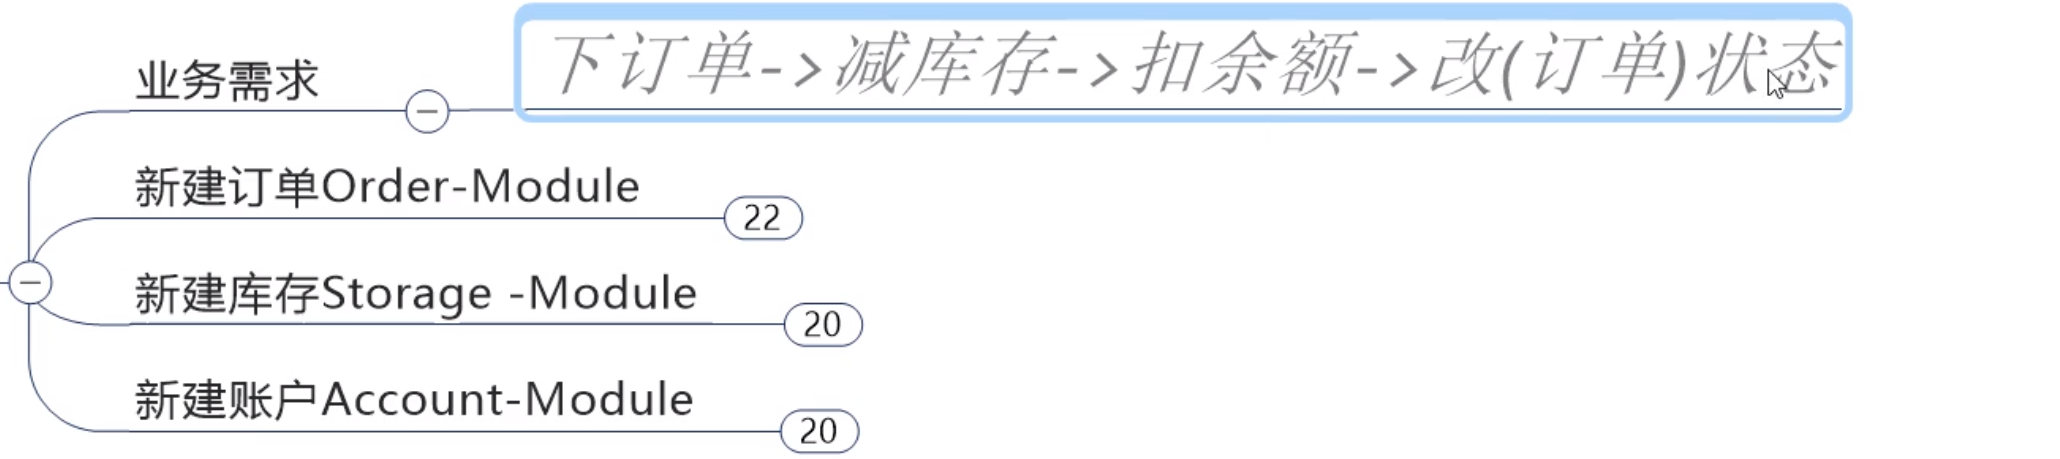 业务需求
下订单->减库存->扣余额->改(订单)状态
新建订单Order-Module
22
新建库存Storage -Module
20
新建账户Account-Module
20